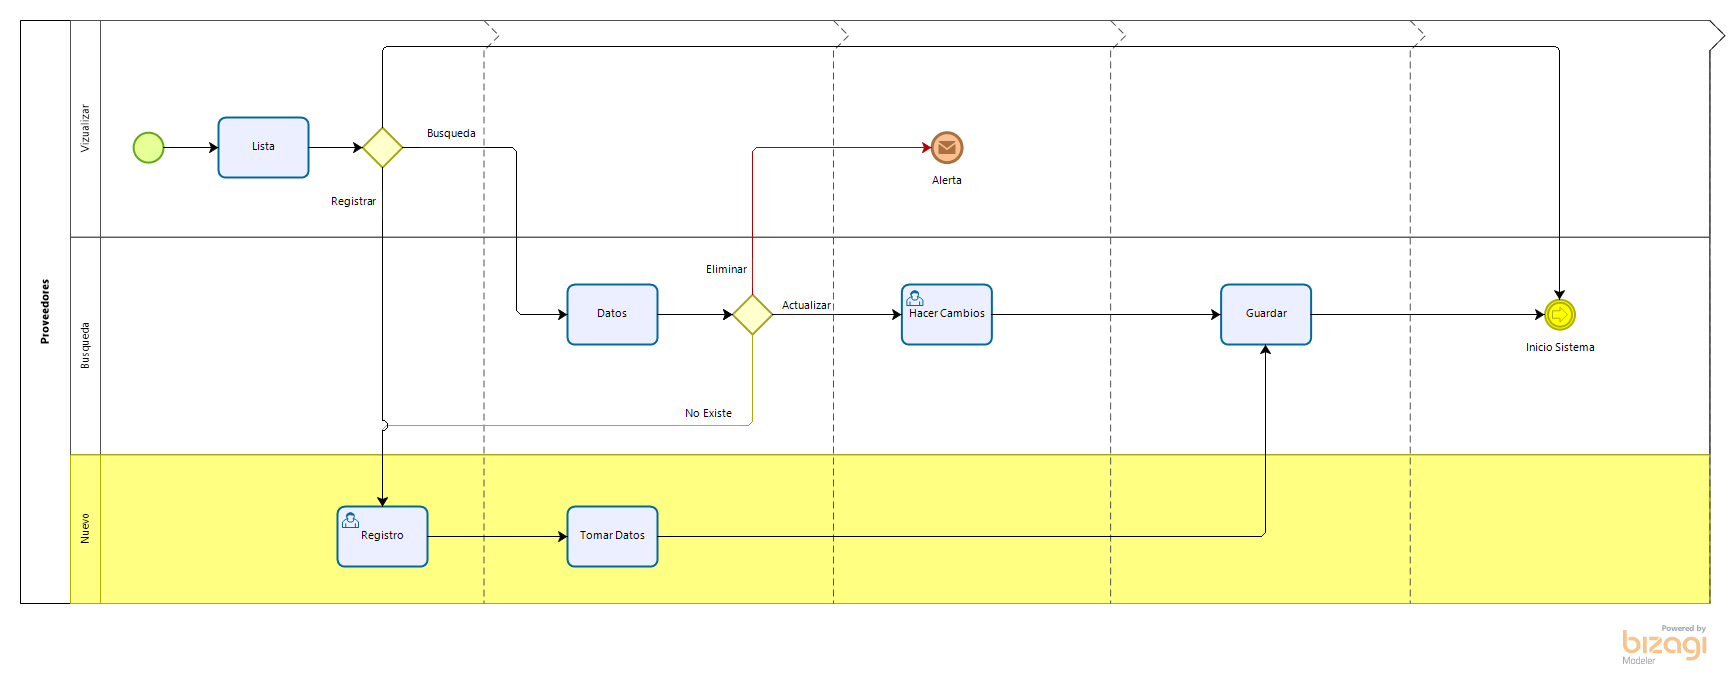 Proveedores
Vizualizar
Lista
Busqueda
Registrar
Alerta
Busqueda
Eliminar
Datos
Actualizar
Hacer Cambios
Guardar
Inicio Sistema
No Existe
Nuevo
Registro
Tomar Datos
Powered by
bizagi
Modeler